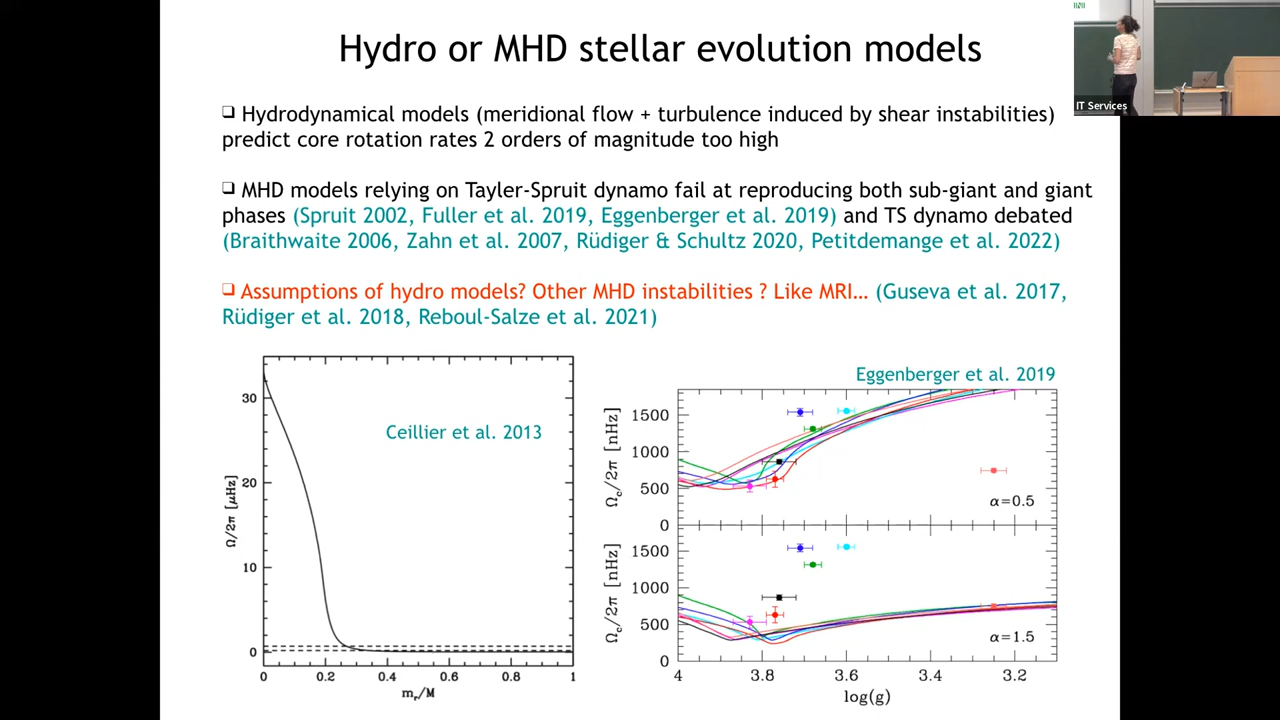 Hydro or MHD stellar evolution models
IT Services
❑ Hydrodynamical models (meridional flow + turbulence induced by shear instabilities)
predict core rotation rates 2 orders of magnitude too high
❑ MHD models relying on Tayler-Spruit dynamo fail at reproducing both sub-giant and giant
phases (Spruit 2002, Fuller et al. 2019, Eggenberger et al. 2019) and TS dynamo debated
(Braithwaite 2006, Zahn et al. 2007, Rüdiger & Schultz 2020, Petitdemange et al. 2022)
❑ Assumptions of hydro models? Other MHD instabilities ? Like MRI… (Guseva et al. 2017,
Rüdiger et al. 2018, Reboul-Salze et al. 2021)
Ceillier et al. 2013
Ω/2π [μHz]
30
20
10
0
0 0.2 0.4 0.6 0.8 1
m_r/M
Eggenberger et al. 2019
Ω_c/2π [nHz]
1500
1000
500
0
α=0.5
Ω_c/2π [nHz]
1500
1000
500
0
α=1.5
4 3.8 3.6 3.4 3.2
log(g)